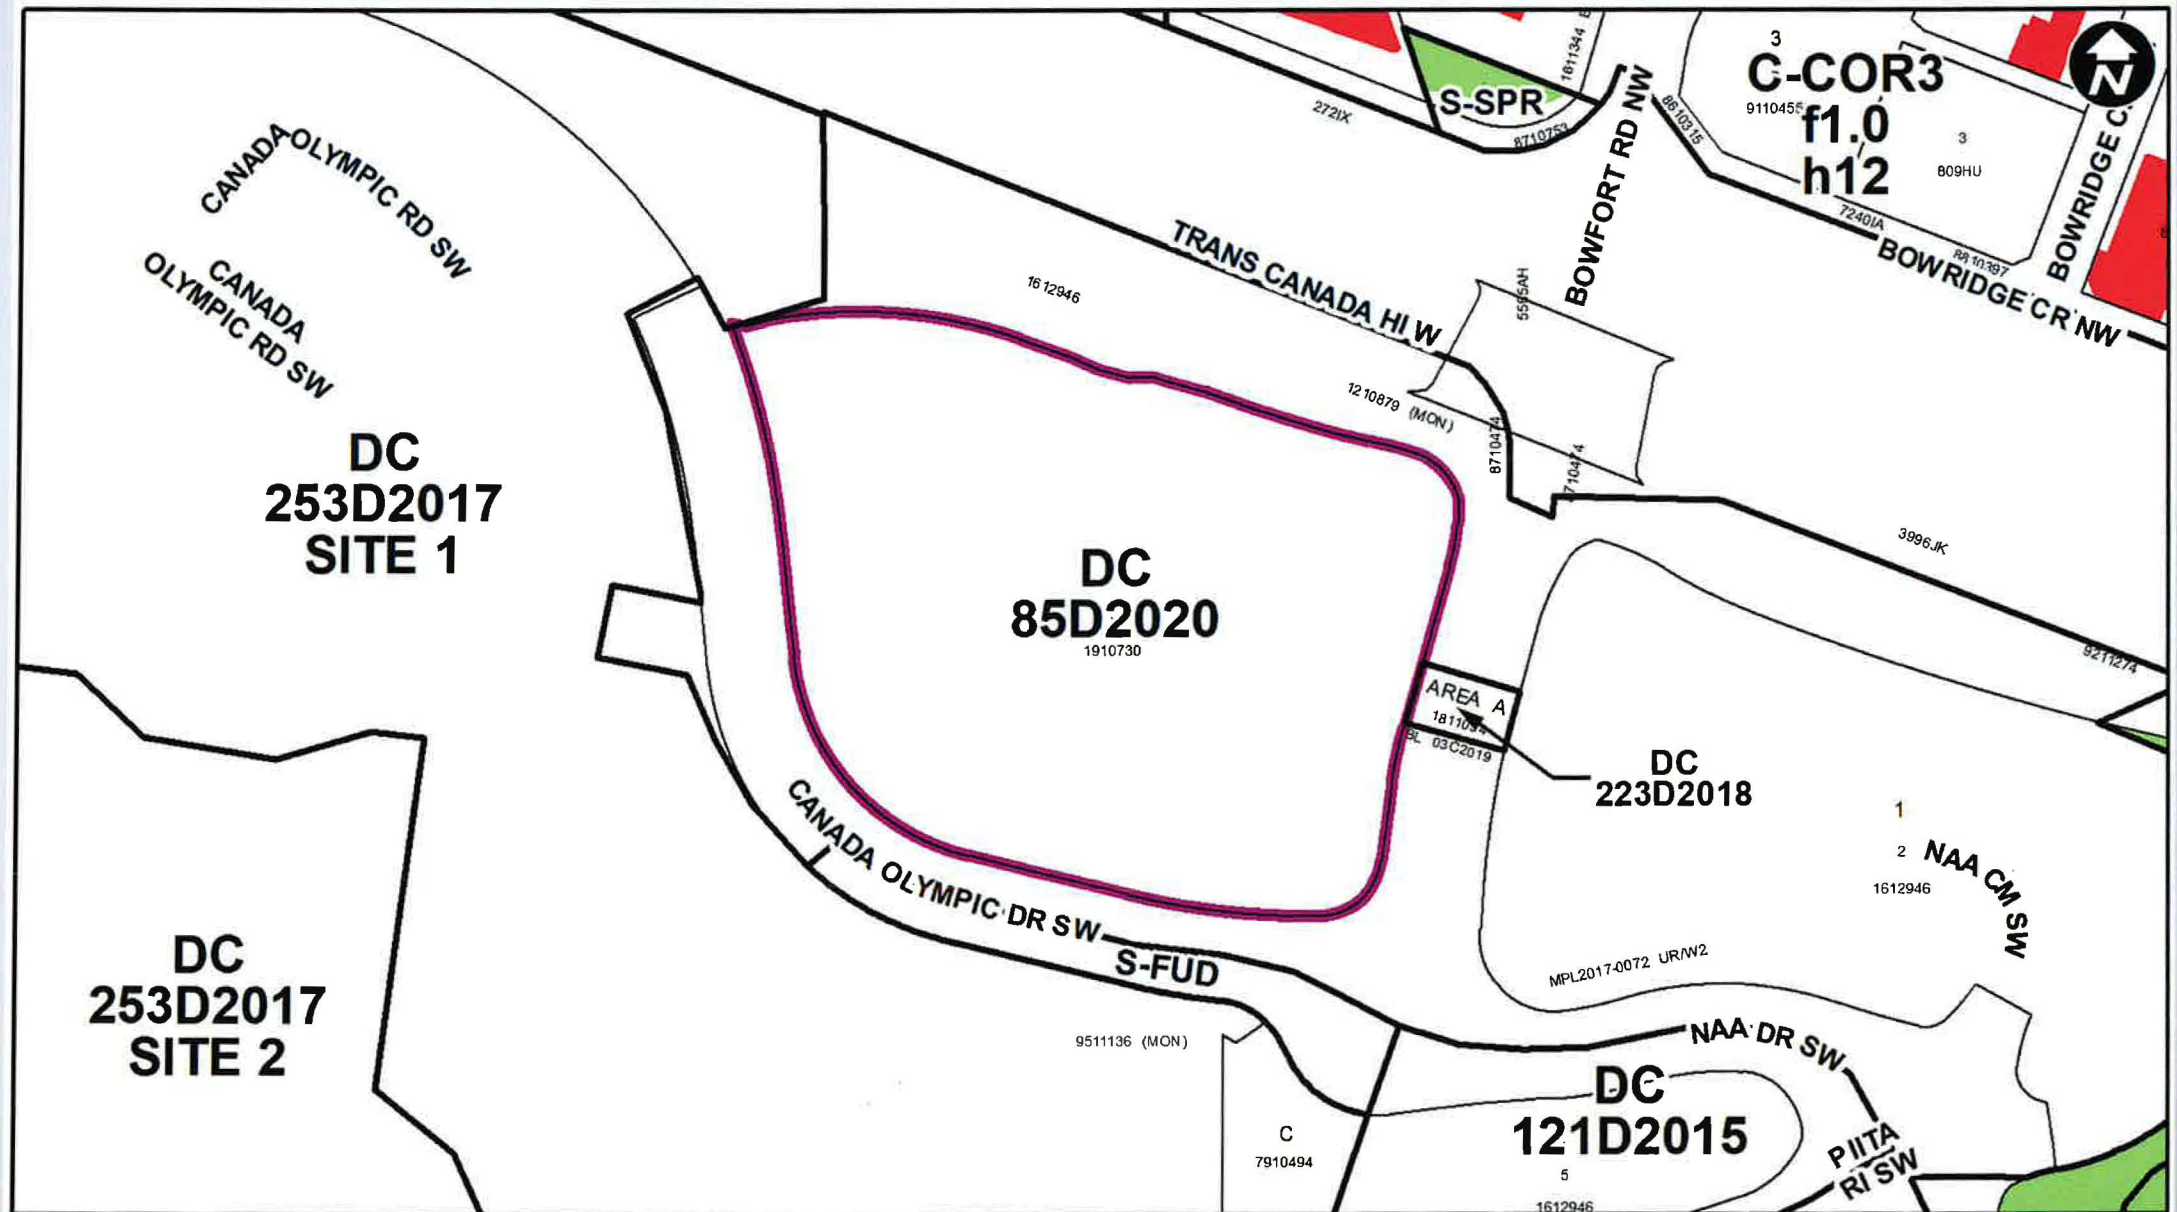 3
C-COR3
9110455
f1.0
h12
3
809HU
N
S-SPR
1611344
272IX
8710753
BOWFORT RD NW
8610315
7240IA
8810397
BOWRIDGE CR NW
BOWRIDGE C
CANADA OLYMPIC RD SW
CANADA
OLYMPIC RD SW
TRANS CANADA HI W
1612946
5565AH
1210879 (MON)
8710474
710474
3996JK
9211274
DC
253D2017
SITE 1
DC
85D2020
1910730
AREA A
BL 03C2019
DC
223D2018
1
2
1612946
NAA CM SW
CANADA OLYMPIC DR SW
S-FUD
MPL2017-0072 UR/W2
DC
253D2017
SITE 2
9511136 (MON)
NAA DR SW
C
7910494
DC
121D2015
5
1612946
PIITA
RI SW